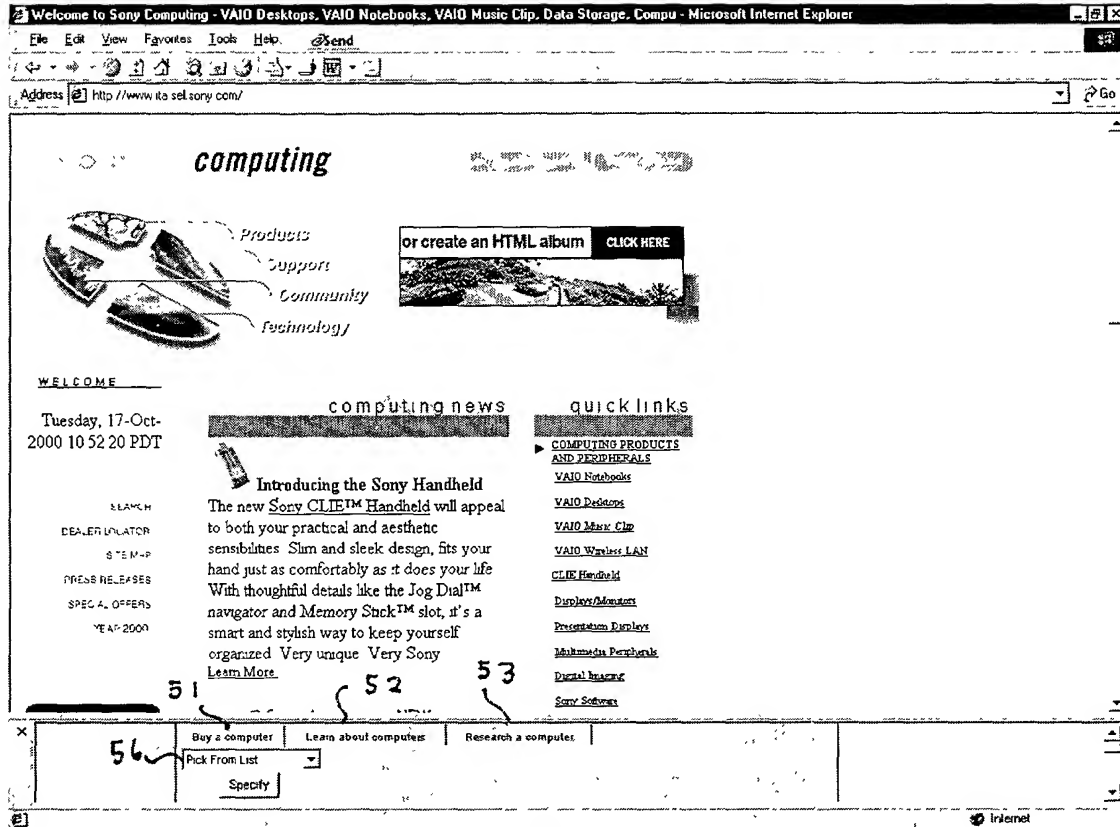 Welcome to Sony Computing - VAIO Desktops, VAIO Notebooks, VAIO Music Clip, Data Storage, Compu - Microsoft Internet Explorer
File Edit View Favorites Tools Help Send
Address http://www.ita sel.sony com/ Go
computing
Products
Support
Community
Technology
or create an HTML album CLICK HERE
WELCOME
Tuesday, 17-Oct-
2000 10 52 20 PDT
SEARCH
DEALER LOCATOR
SITE MAP
PRESS RELEASES
SPECIAL OFFERS
YEAR 2000
computing news
Introducing the Sony Handheld
The new Sony CLIE™ Handheld will appeal
to both your practical and aesthetic
sensibilities Slim and sleek design, fits your
hand just as comfortably as it does your life
With thoughtful details like the Jog Dial™
navigator and Memory Stick™ slot, it's a
smart and stylish way to keep yourself
organized Very unique Very Sony
Learn More
quick links
COMPUTING PRODUCTS
AND PERIPHERALS
VAIO Notebooks
VAIO Desktops
VAIO Music Clip
VAIO Wireless LAN
CLIE Handheld
Displays/Monitors
Presentation Displays
Multimedia Peripherals
Digital Imaging
Sony Software
51
52
53
Buy a computer Learn about computers Research a computer
56
Pick From List
Specify
Internet